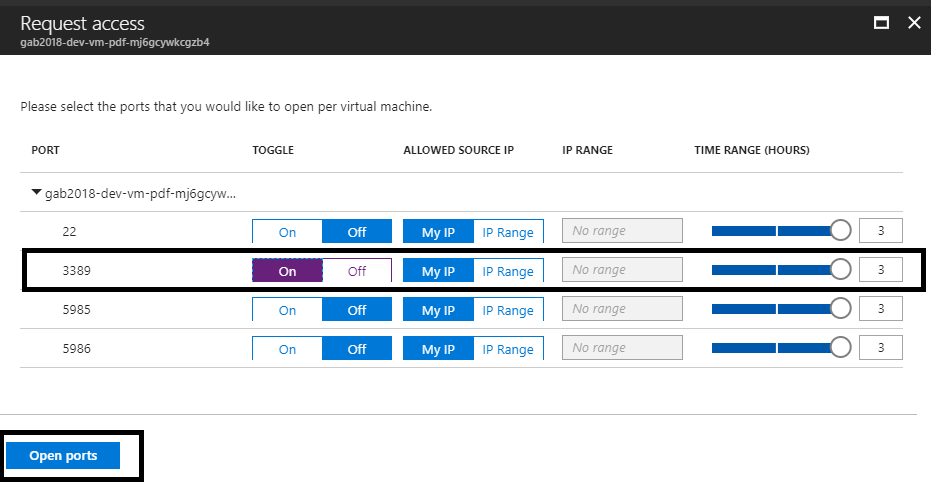 Request access
gab2018-dev-vm-pdf-mj6gcywkcgzb4
Please select the ports that you would like to open per virtual machine.
PORT TOGGLE ALLOWED SOURCE IP IP RANGE TIME RANGE (HOURS)
gab2018-dev-vm-pdf-mj6gcyw...
22 On Off My IP IP Range No range 3
3389 On Off My IP IP Range No range 3
5985 On Off My IP IP Range No range 3
5986 On Off My IP IP Range No range 3
Open ports